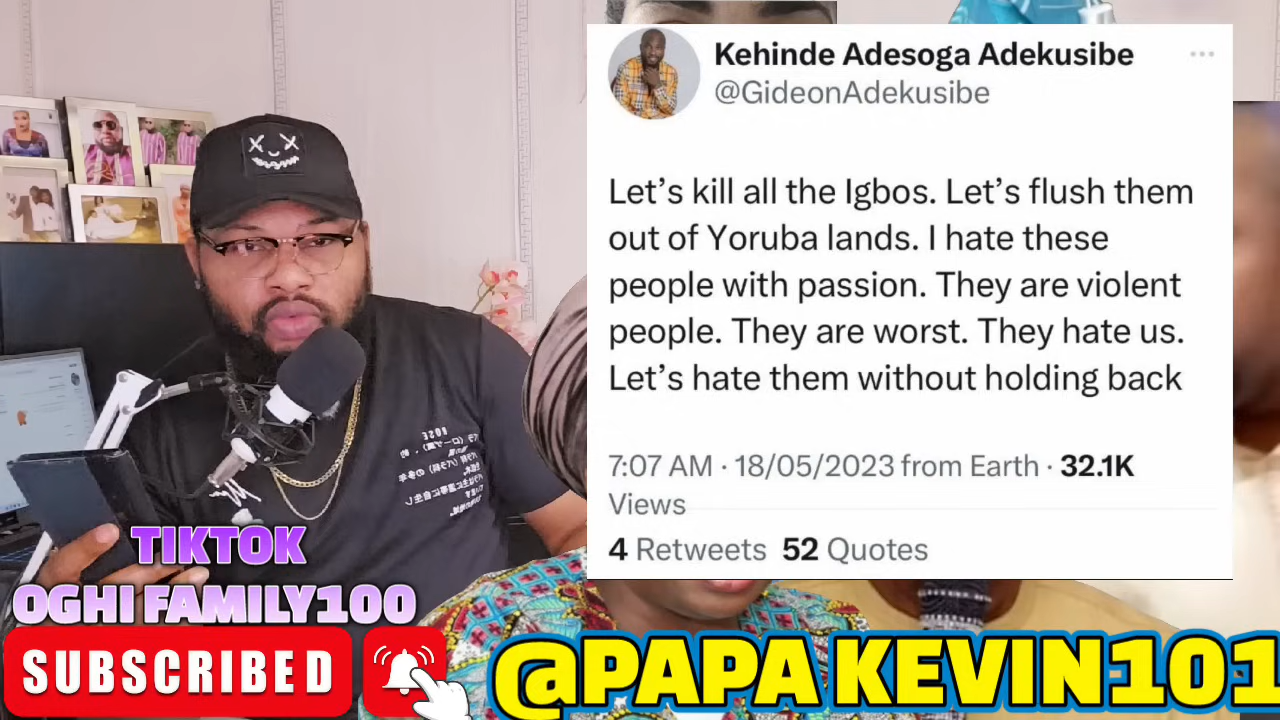 Kehinde Adesoga Adekusibe
@GideonAdekusibe
Let's kill all the Igbos. Let's flush them
out of Yoruba lands. I hate these
people with passion. They are violent
people. They are worst. They hate us.
Let's hate them without holding back
7:07 AM · 18/05/2023 from Earth · 32.1K
Views
4 Retweets 52 Quotes
TIKTOK
OGHI FAMILY100
SUBSCRIBED
@PAPA KEVIN101